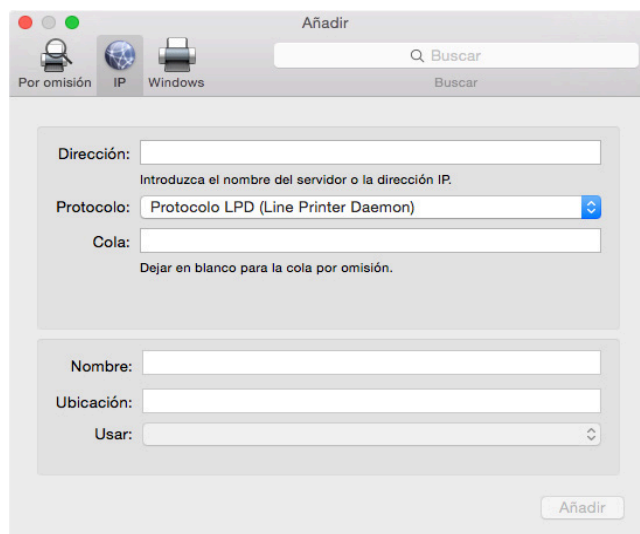 Añadir
Por omisión
IP
Windows
Buscar
Buscar
Dirección:
Introduzca el nombre del servidor o la dirección IP.
Protocolo: Protocolo LPD (Line Printer Daemon)
Cola:
Dejar en blanco para la cola por omisión.
Nombre:
Ubicación:
Usar:
Añadir